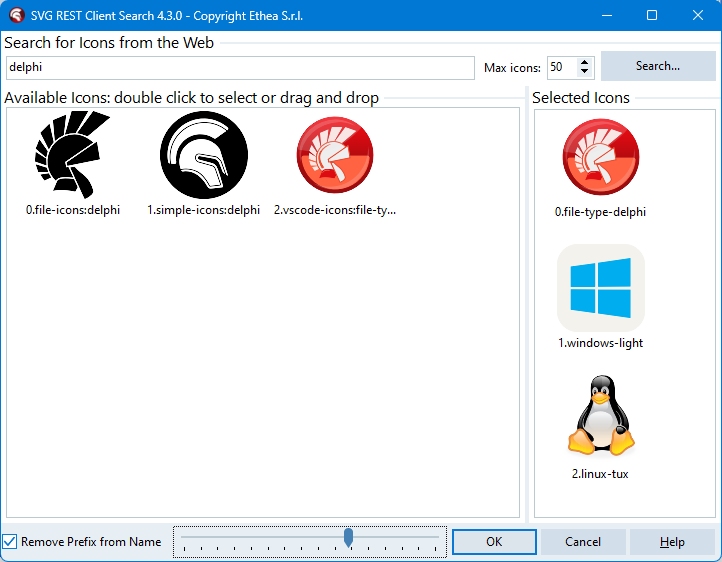 SVG REST Client Search 4.3.0 - Copyright Ethea S.r.l.
Search for Icons from the Web
delphi
Max icons: 50
Search...
Available Icons: double click to select or drag and drop
Selected Icons
0.file-icons:delphi
1.simple-icons:delphi
2.vscode-icons:file-ty...
0.file-type-delphi
1.windows-light
2.linux-tux
Remove Prefix from Name
OK
Cancel
Help